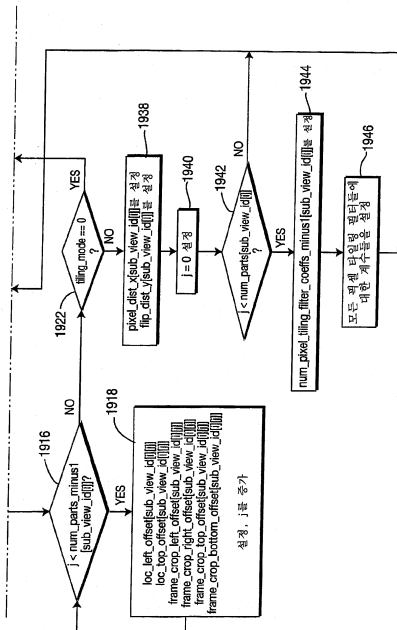 1916
j < num_parts_minus1
[sub_view_id[i]]?
NO
YES
1918
loc_left_offset[sub_view_id[i]][j]
loc_top_offset[sub_view_id[i]][j]
frame_crop_left_offset[sub_view_id[i]][j]
frame_crop_right_offset[sub_view_id[i]][j]
frame_crop_top_offset[sub_view_id[i]][j]
frame_crop_bottom_offset[sub_view_id[i]][j]
설정, j를 증가
1922
tiling_mode == 0
?
YES
NO
1938
pixel_dist_x[sub_view_id[i]]를 설정
flip_dist_y[sub_view_id[i]]를 설정
1940
j = 0 설정
1942
j < num_parts[sub_view_id[i]
?
NO
YES
1944
num_pixel_tiling_filter_coeffs_minus1[sub_view_id[i]]를 설정
1946
모든 픽셀 타일링 필터들에
대한 계수들을 설정